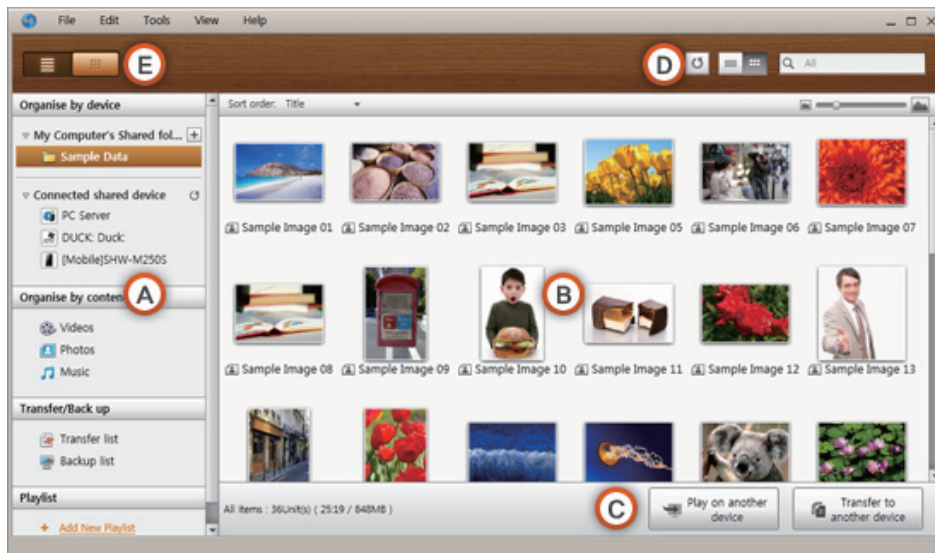 File Edit Tools View Help
E
D
All
Organise by device
Sort order: Title
My Computer's Shared fol...
Sample Data
Connected shared device
PC Server
DUCK: Duck:
[Mobile]SHW-M250S
A
Organise by conten
Videos
Photos
Music
Transfer/Back up
Transfer list
Backup list
Playlist
Add New Playlist
Sample Image 01 Sample Image 02 Sample Image 03 Sample Image 05 Sample Image 06 Sample Image 07
B
Sample Image 08 Sample Image 09 Sample Image 10 Sample Image 11 Sample Image 12 Sample Image 13
All items : 36Unit(s) ( 25:19 / 848MB )
C
Play on another
device
Transfer to
another device